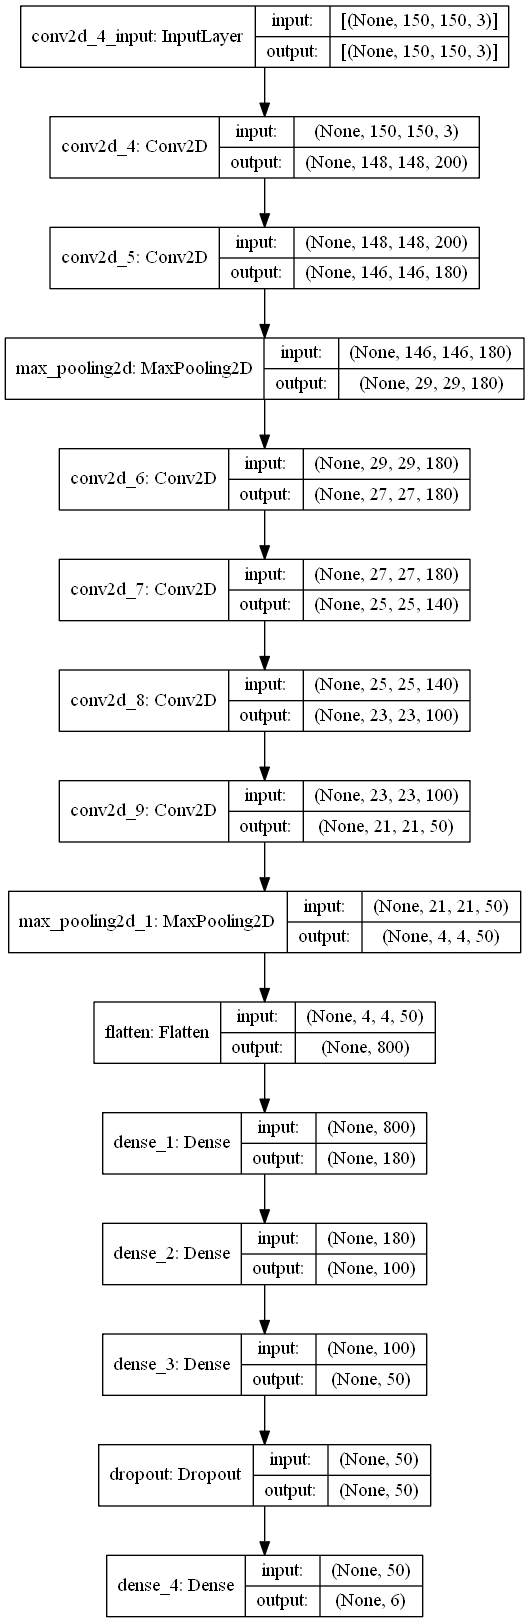 conv2d_4_input: InputLayer
input:
[(None, 150, 150, 3)]
output:
[(None, 150, 150, 3)]
conv2d_4: Conv2D
input:
(None, 150, 150, 3)
output:
(None, 148, 148, 200)
conv2d_5: Conv2D
input:
(None, 148, 148, 200)
output:
(None, 146, 146, 180)
max_pooling2d: MaxPooling2D
input:
(None, 146, 146, 180)
output:
(None, 29, 29, 180)
conv2d_6: Conv2D
input:
(None, 29, 29, 180)
output:
(None, 27, 27, 180)
conv2d_7: Conv2D
input:
(None, 27, 27, 180)
output:
(None, 25, 25, 140)
conv2d_8: Conv2D
input:
(None, 25, 25, 140)
output:
(None, 23, 23, 100)
conv2d_9: Conv2D
input:
(None, 23, 23, 100)
output:
(None, 21, 21, 50)
max_pooling2d_1: MaxPooling2D
input:
(None, 21, 21, 50)
output:
(None, 4, 4, 50)
flatten: Flatten
input:
(None, 4, 4, 50)
output:
(None, 800)
dense_1: Dense
input:
(None, 800)
output:
(None, 180)
dense_2: Dense
input:
(None, 180)
output:
(None, 100)
dense_3: Dense
input:
(None, 100)
output:
(None, 50)
dropout: Dropout
input:
(None, 50)
output:
(None, 50)
dense_4: Dense
input:
(None, 50)
output:
(None, 6)